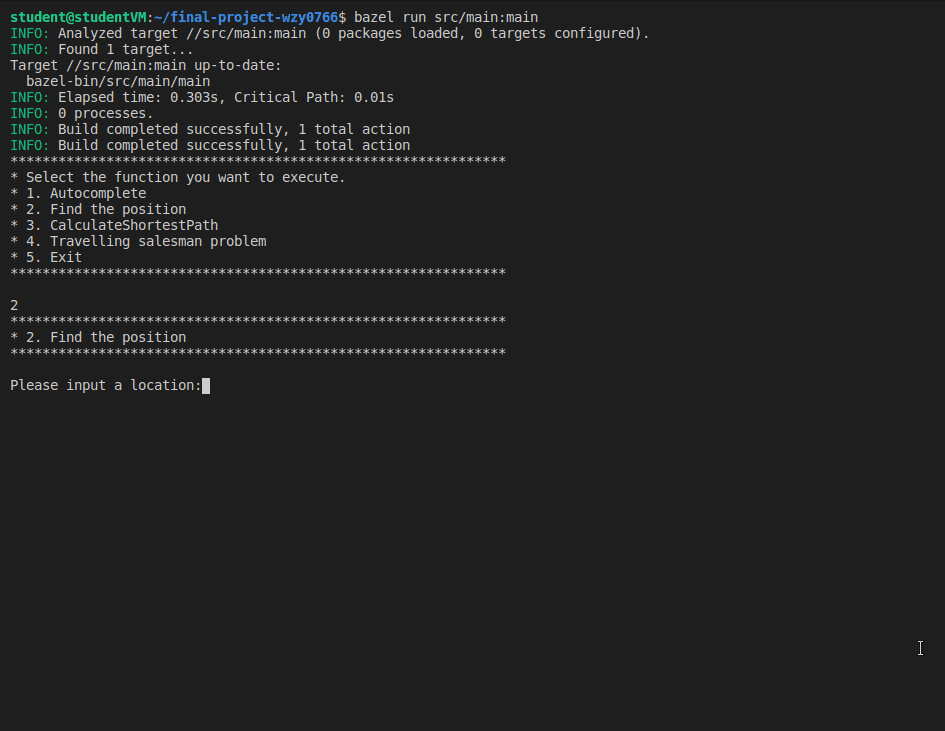 student@studentVM:~/final-project-wzy0766$ bazel run src/main:main
INFO: Analyzed target //src/main:main (0 packages loaded, 0 targets configured).
INFO: Found 1 target...
Target //src/main:main up-to-date:
  bazel-bin/src/main/main
INFO: Elapsed time: 0.303s, Critical Path: 0.01s
INFO: 0 processes.
INFO: Build completed successfully, 1 total action
INFO: Build completed successfully, 1 total action
**************************************************************
* Select the function you want to execute.
* 1. Autocomplete
* 2. Find the position
* 3. CalculateShortestPath
* 4. Travelling salesman problem
* 5. Exit
**************************************************************
2
**************************************************************
* 2. Find the position
**************************************************************
Please input a location: